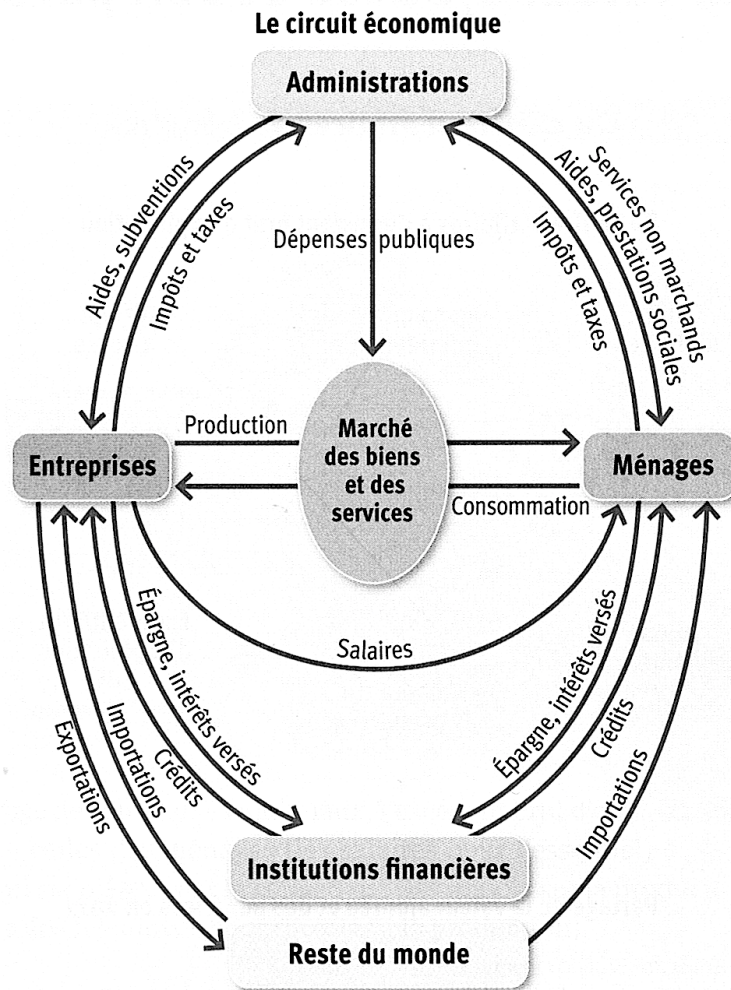 Le circuit économique
Administrations
Aides, subventions
Impôts et taxes
Dépenses publiques
Impôts et taxes
Services non marchands
Aides, prestations sociales
Entreprises
Production
Marché
des biens
et des
services
Consommation
Ménages
Salaires
Exportations
Importations
Crédits
Épargne, intérêts versés
Épargne, intérêts versés
Crédits
Importations
Institutions financières
Reste du monde